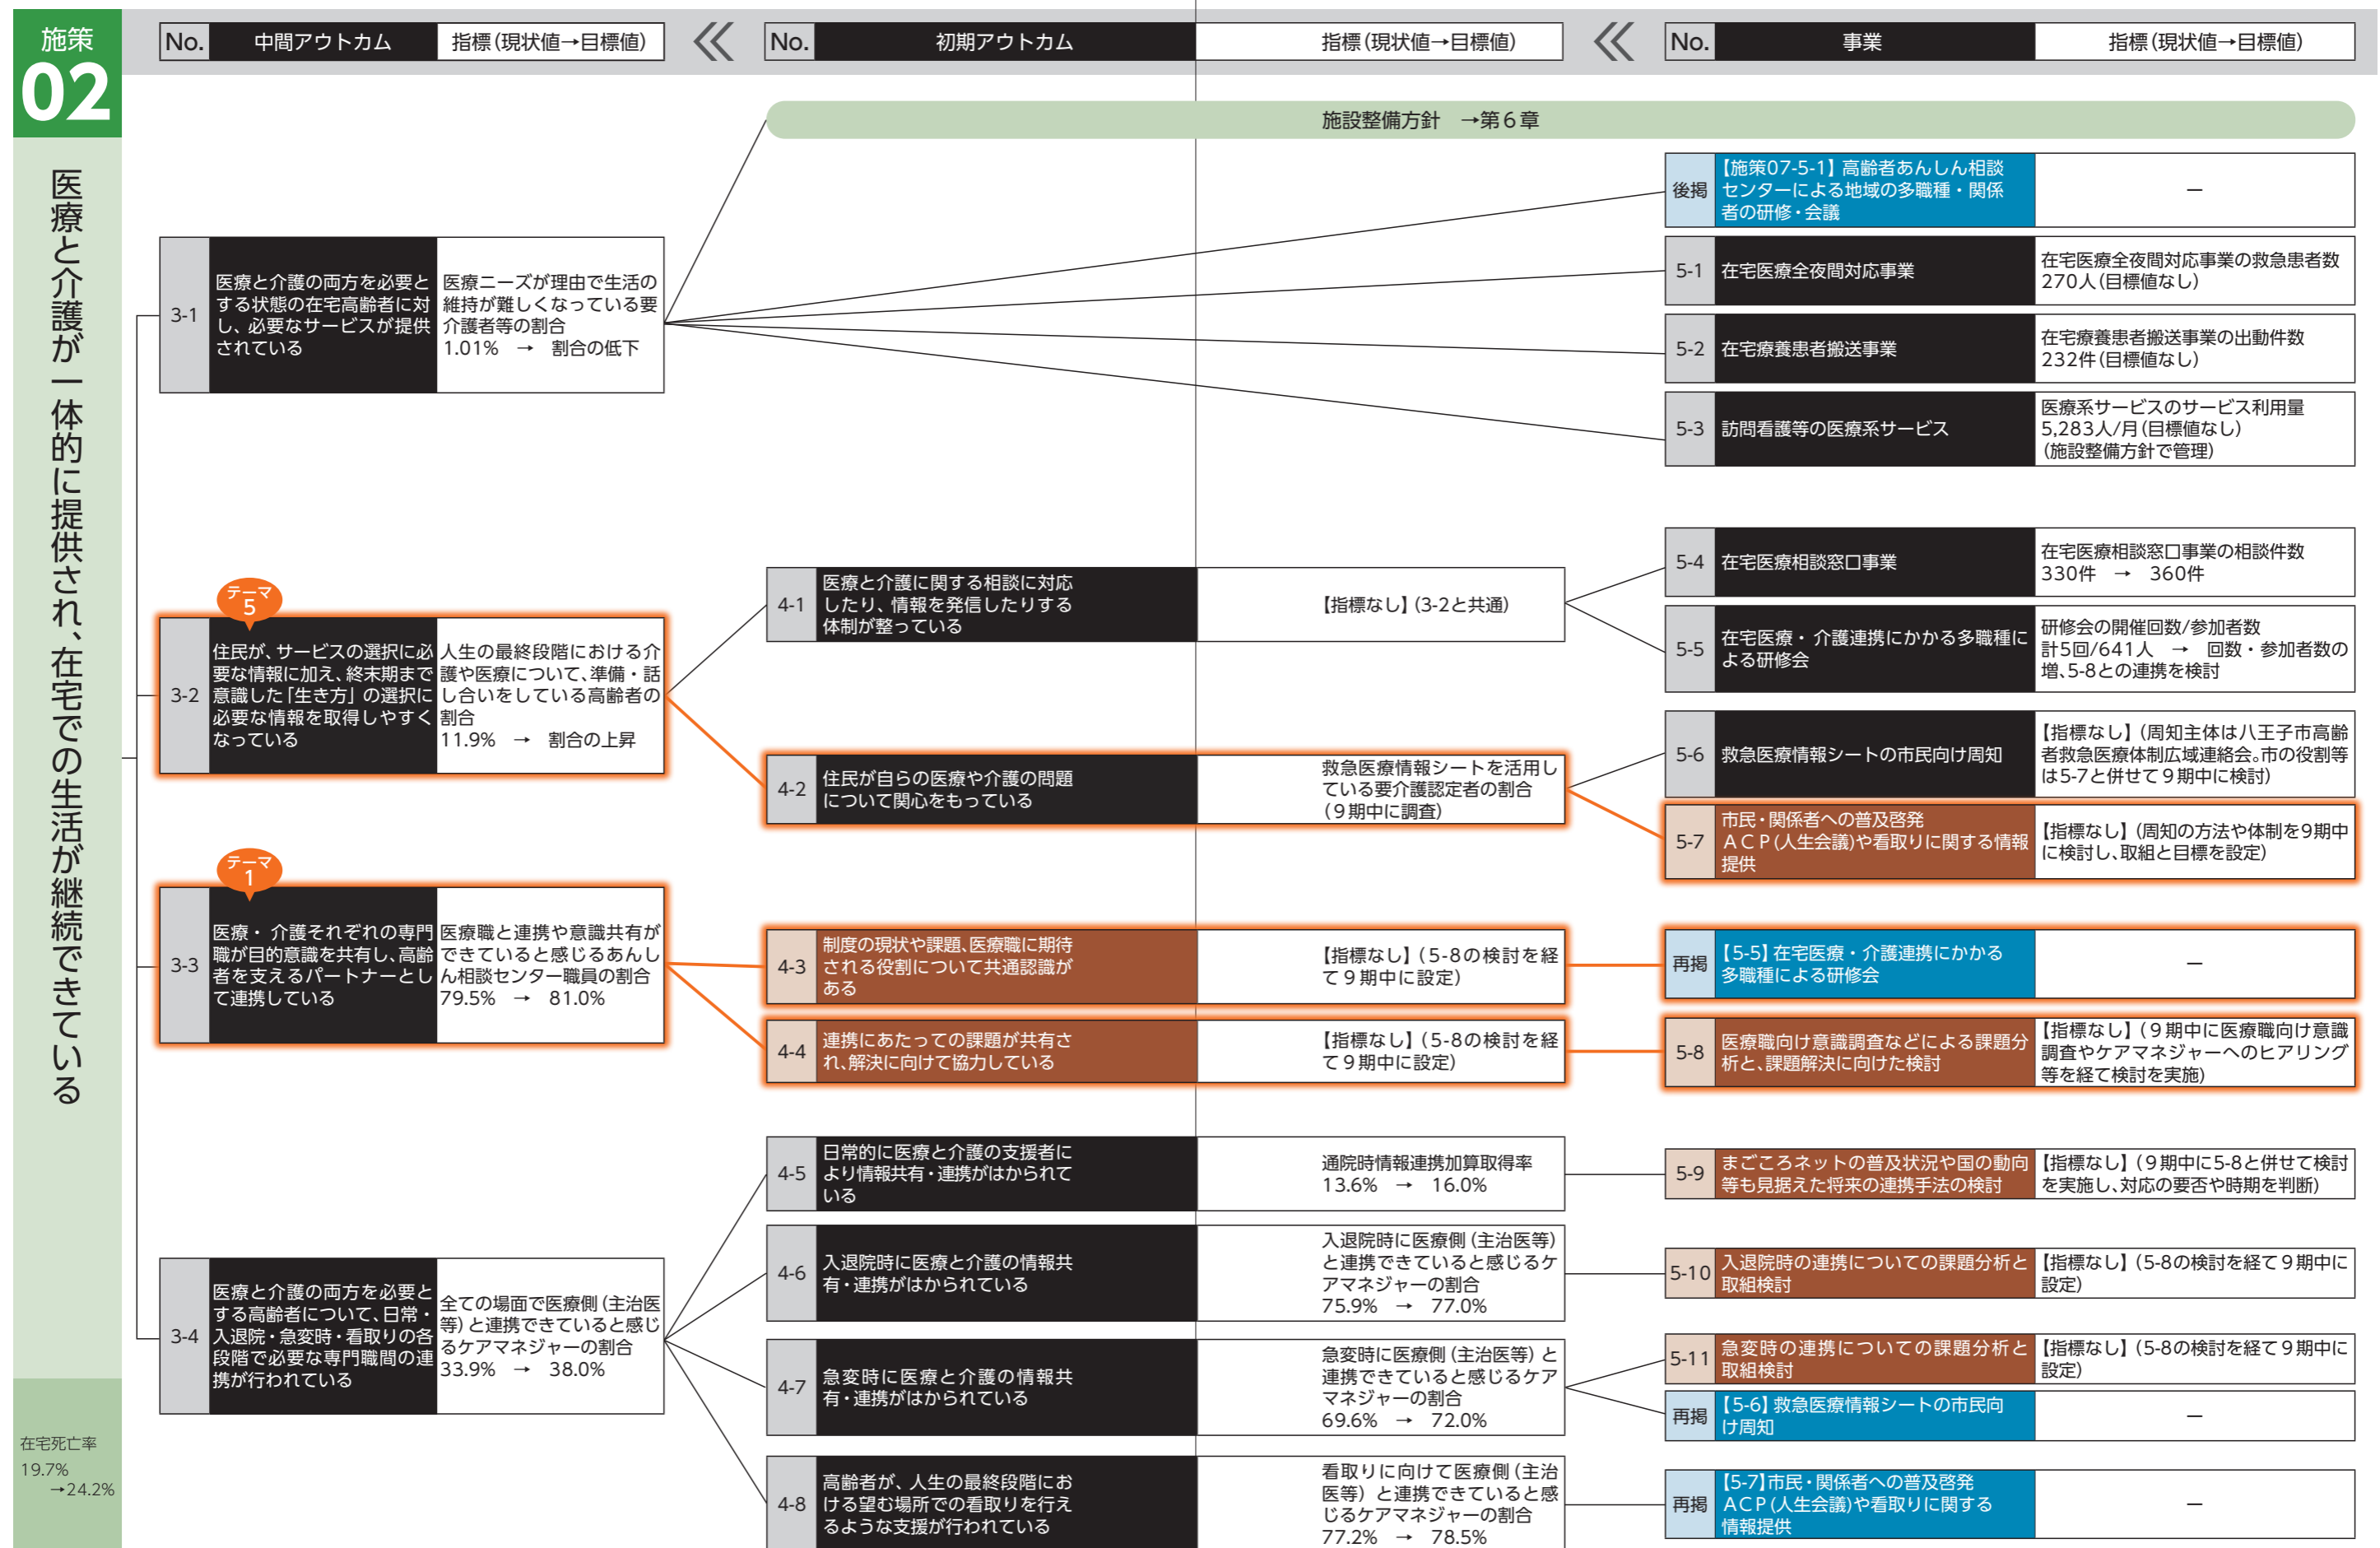 施策
02
医療と介護が一体的に提供され、在宅での生活が継続できている
在宅死亡率
19.7%
→24.2%
No.
中間アウトカム
指標(現状値→目標値)
No.
初期アウトカム
指標(現状値→目標値)
No.
事業
指標(現状値→目標値)
施設整備方針　→第6章
3-1
医療と介護の両方を必要と
する状態の在宅高齢者に対
し、必要なサービスが提供
されている
医療ニーズが理由で生活の
維持が難しくなっている要
介護者等の割合
1.01%　→　割合の低下
後掲
【施策07-5-1】高齢者あんしん相談
センターによる地域の多職種・関係
者の研修・会議
ー
5-1
在宅医療全夜間対応事業
在宅医療全夜間対応事業の救急患者数
270人(目標値なし)
5-2
在宅療養患者搬送事業
在宅療養患者搬送事業の出動件数
232件(目標値なし)
5-3
訪問看護等の医療系サービス
医療系サービスのサービス利用量
5,283人/月(目標値なし)
(施設整備方針で管理)
テーマ
5
3-2
住民が、サービスの選択に必
要な情報に加え、終末期まで
意識した「生き方」の選択に
必要な情報を取得しやすく
なっている
人生の最終段階における介
護や医療について、準備・話
し合いをしている高齢者の
割合
11.9%　→　割合の上昇
4-1
医療と介護に関する相談に対応
したり、情報を発信したりする
体制が整っている
【指標なし】(3-2と共通)
5-4
在宅医療相談窓口事業
在宅医療相談窓口事業の相談件数
330件　→　360件
5-5
在宅医療・介護連携にかかる多職種に
よる研修会
研修会の開催回数/参加者数
計5回/641人　→　回数・参加者数の
増、5-8との連携を検討
4-2
住民が自らの医療や介護の問題
について関心をもっている
救急医療情報シートを活用し
ている要介護認定者の割合
(9期中に調査)
5-6
救急医療情報シートの市民向け周知
【指標なし】(周知主体は八王子市高齢
者救急医療体制広域連絡会。市の役割等
は5-7と併せて9期中に検討)
5-7
市民・関係者への普及啓発
ACP(人生会議)や看取りに関する情報
提供
【指標なし】(周知の方法や体制を9期中
に検討し、取組と目標を設定)
テーマ
1
3-3
医療・介護それぞれの専門
職が目的意識を共有し、高齢
者を支えるパートナーとし
て連携している
医療職と連携や意識共有が
できていると感じるあんし
ん相談センター職員の割合
79.5%　→　81.0%
4-3
制度の現状や課題、医療職に期待
される役割について共通認識が
ある
【指標なし】(5-8の検討を経
て9期中に設定)
再掲
【5-5】在宅医療・介護連携にかかる
多職種による研修会
ー
4-4
連携にあたっての課題が共有さ
れ、解決に向けて協力している
【指標なし】(5-8の検討を経
て9期中に設定)
5-8
医療職向け意識調査などによる課題分
析と、課題解決に向けた検討
【指標なし】(9期中に医療職向け意識
調査やケアマネジャーへのヒアリング
等を経て検討を実施)
3-4
医療と介護の両方を必要と
する高齢者について、日常・
入退院・急変時・看取りの各
段階で必要な専門職間の連
携が行われている
全ての場面で医療側(主治医
等)と連携できていると感じ
るケアマネジャーの割合
33.9%　→　38.0%
4-5
日常的に医療と介護の支援者に
より情報共有・連携がはかられて
いる
通院時情報連携加算取得率
13.6%　→　16.0%
5-9
まごころネットの普及状況や国の動向
等も見据えた将来の連携手法の検討
【指標なし】(9期中に5-8と併せて検討
を実施し、対応の要否や時期を判断)
4-6
入退院時に医療と介護の情報共
有・連携がはかられている
入退院時に医療側(主治医等)
と連携できていると感じるケ
アマネジャーの割合
75.9%　→　77.0%
5-10
入退院時の連携についての課題分析と
取組検討
【指標なし】(5-8の検討を経て9期中に
設定)
4-7
急変時に医療と介護の情報共
有・連携がはかられている
急変時に医療側(主治医等)と
連携できていると感じるケア
マネジャーの割合
69.6%　→　72.0%
5-11
急変時の連携についての課題分析と
取組検討
【指標なし】(5-8の検討を経て9期中に
設定)
再掲
【5-6】救急医療情報シートの市民向
け周知
ー
4-8
高齢者が、人生の最終段階にお
ける望む場所での看取りを行え
るような支援が行われている
看取りに向けて医療側(主治
医等)と連携できていると感
じるケアマネジャーの割合
77.2%　→　78.5%
再掲
【5-7】市民・関係者への普及啓発
ACP(人生会議)や看取りに関する
情報提供
ー